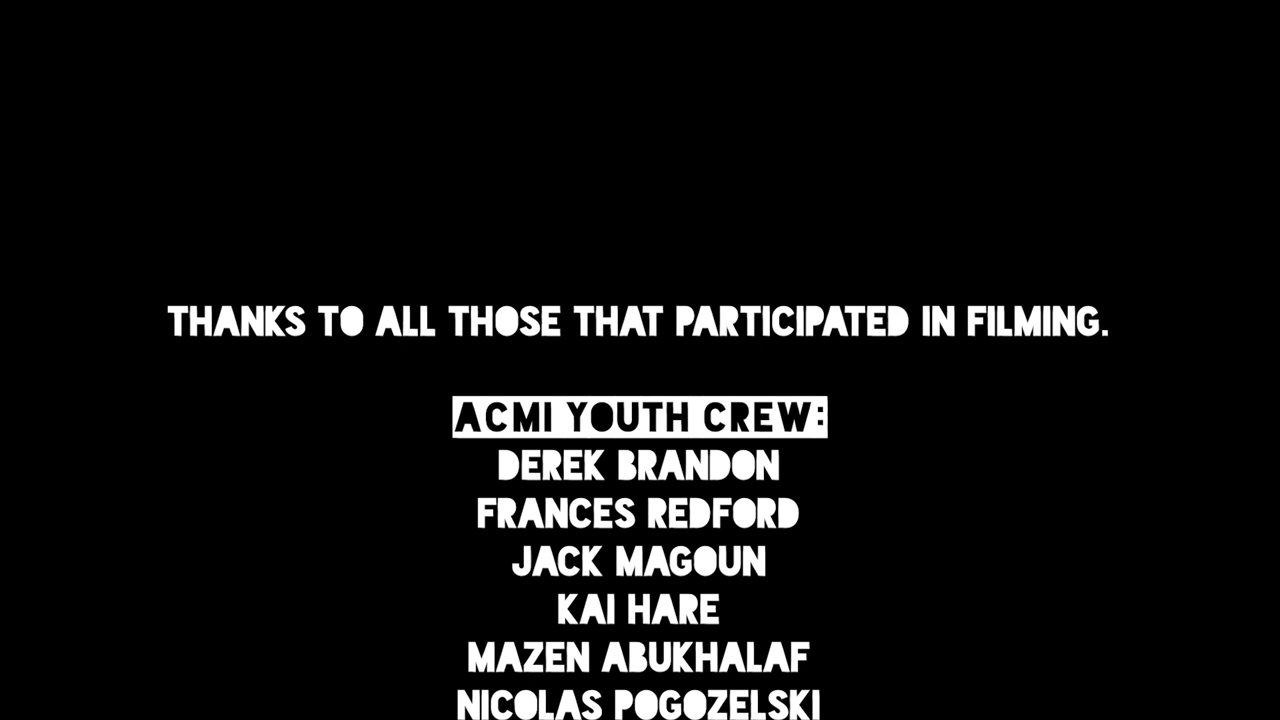 THANKS TO ALL THOSE THAT PARTICIPATED IN FILMING.
ACMI YOUTH CREW:
DEREK BRANDON
FRANCES REDFORD
JACK MAGOUN
KAI HARE
MAZEN ABUKHALAF
NICOLAS POGOZELSKI